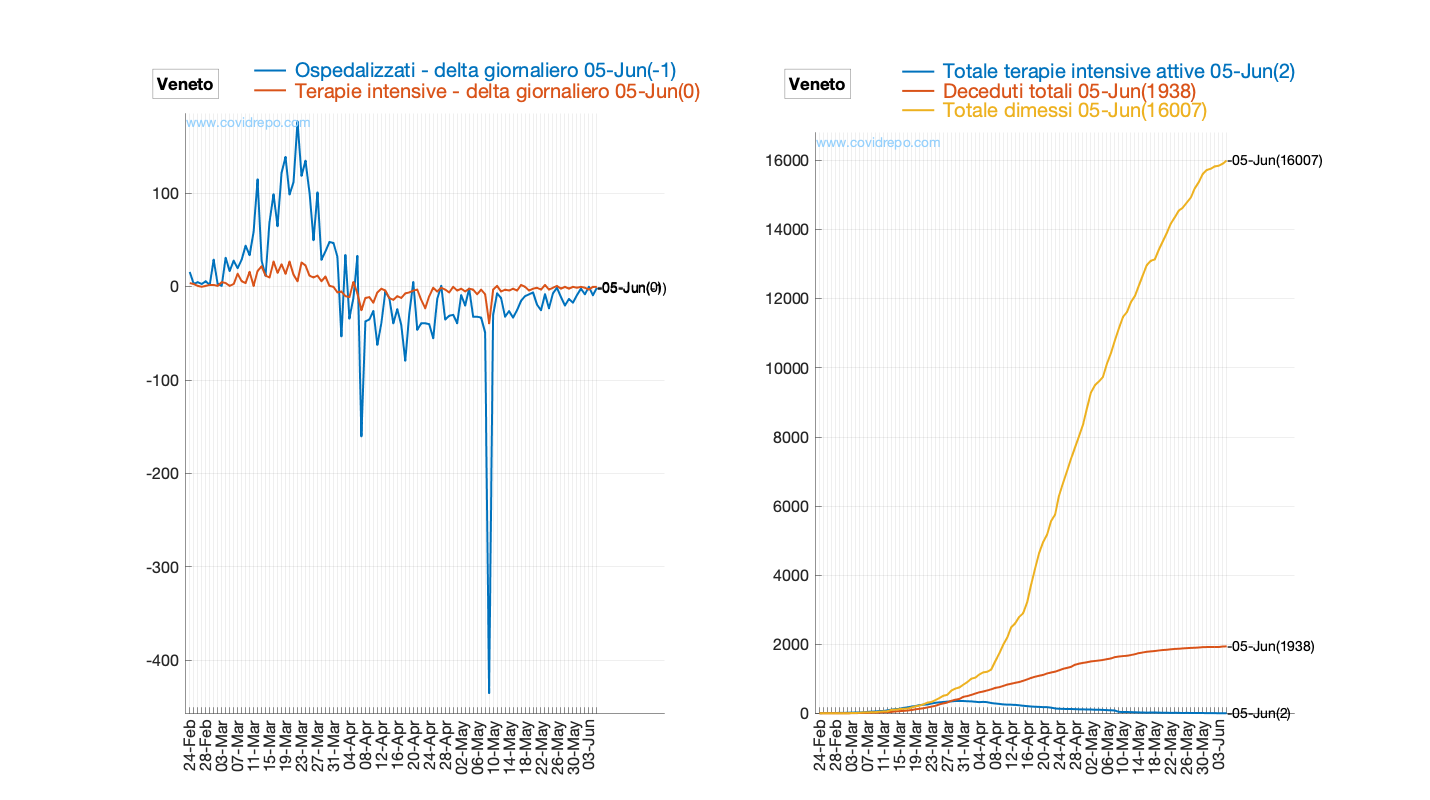 Veneto
Ospedalizzati - delta giornaliero 05-Jun(-1)
Terapie intensive - delta giornaliero 05-Jun(0)
www.covidrepo.com
100
0
-100
-200
-300
-400
24-Feb
28-Feb
03-Mar
07-Mar
11-Mar
15-Mar
19-Mar
23-Mar
27-Mar
31-Mar
04-Apr
08-Apr
12-Apr
16-Apr
20-Apr
24-Apr
28-Apr
02-May
06-May
10-May
14-May
18-May
22-May
26-May
30-May
03-Jun
Veneto
Totale terapie intensive attive 05-Jun(2)
Deceduti totali 05-Jun(1938)
Totale dimessi 05-Jun(16007)
www.covidrepo.com
16000
14000
12000
10000
8000
6000
4000
2000
0
-05-Jun(16007)
-05-Jun(1938)
-05-Jun(2)
24-Feb
28-Feb
03-Mar
07-Mar
11-Mar
15-Mar
19-Mar
23-Mar
27-Mar
31-Mar
04-Apr
08-Apr
12-Apr
16-Apr
20-Apr
24-Apr
28-Apr
02-May
06-May
10-May
14-May
18-May
22-May
26-May
30-May
03-Jun